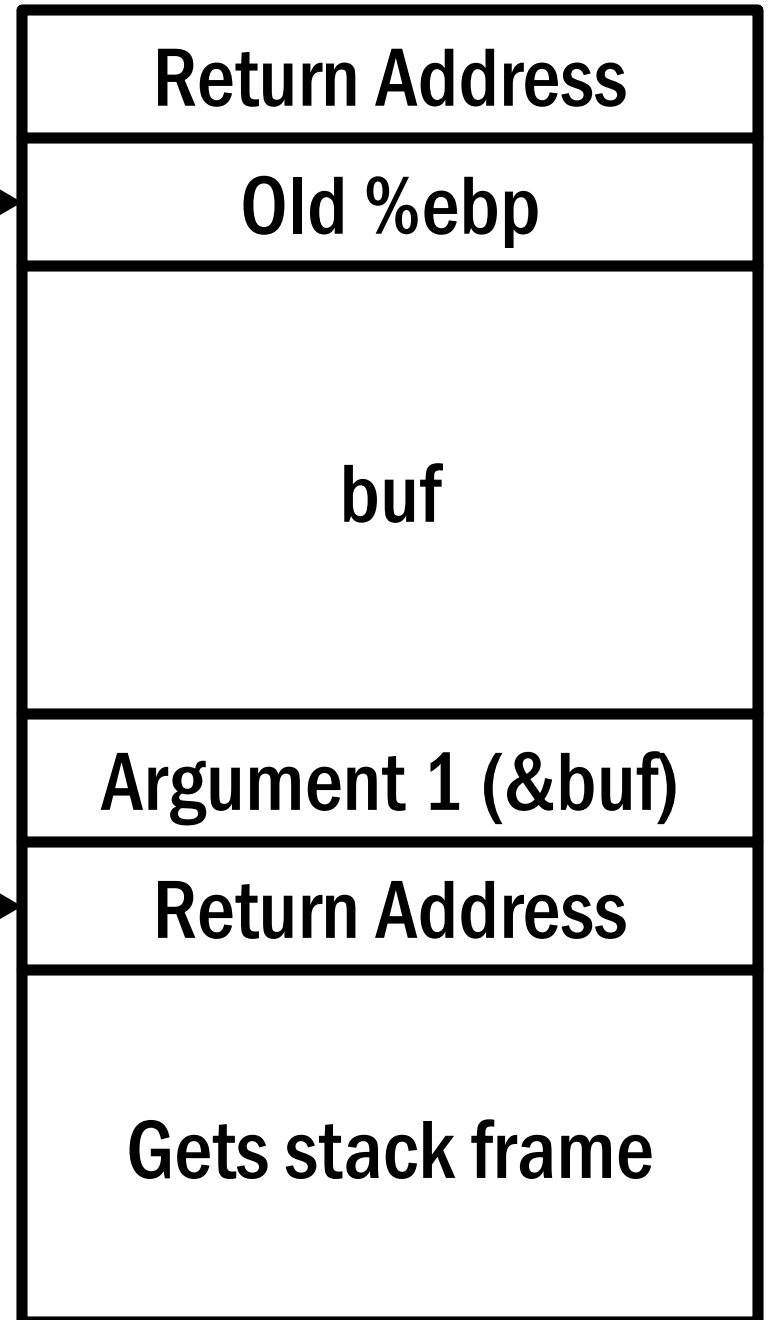 Return Address
Old %ebp
buf
Argument 1 (&buf)
Return Address
Gets stack frame